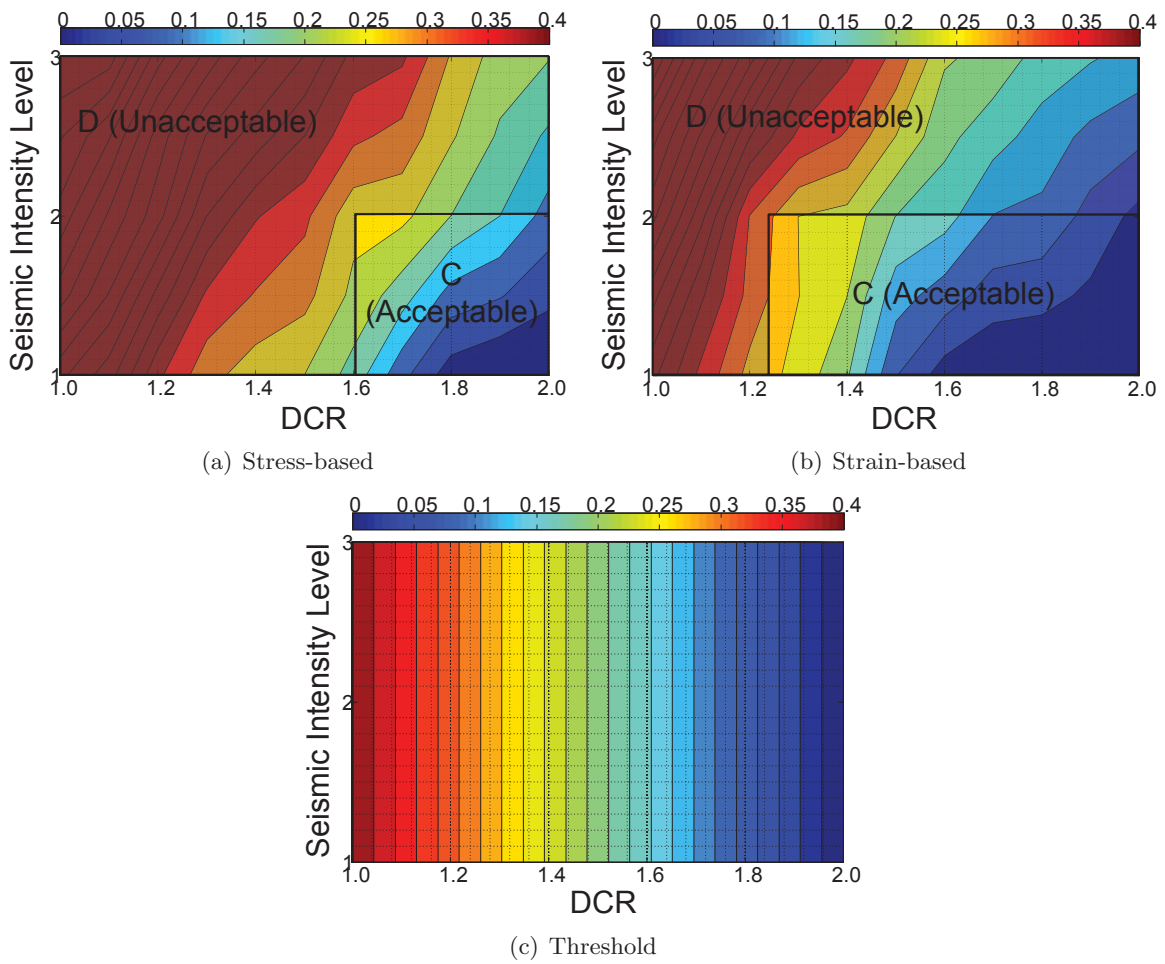 0 0.05 0.1 0.15 0.2 0.25 0.3 0.35 0.4
3
D (Unacceptable)
2
C
(Acceptable)
1
1.0 1.2 1.4 1.6 1.8 2.0
Seismic Intensity Level
DCR
(a) Stress-based
0 0.05 0.1 0.15 0.2 0.25 0.3 0.35 0.4
3
D (Unacceptable)
2
C (Acceptable)
1
1.0 1.2 1.4 1.6 1.8 2.0
Seismic Intensity Level
DCR
(b) Strain-based
0 0.05 0.1 0.15 0.2 0.25 0.3 0.35 0.4
3
2
1
1.0 1.2 1.4 1.6 1.8 2.0
Seismic Intensity Level
DCR
(c) Threshold